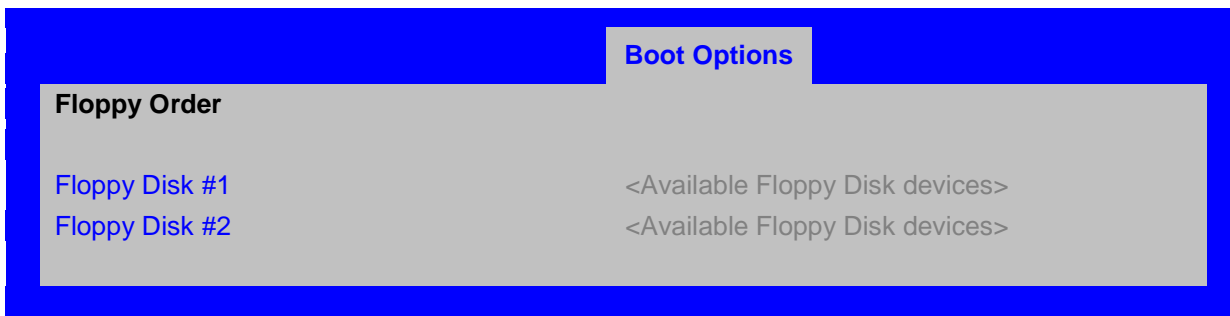 Boot Options
Floppy Order
Floppy Disk #1 <Available Floppy Disk devices>
Floppy Disk #2 <Available Floppy Disk devices>